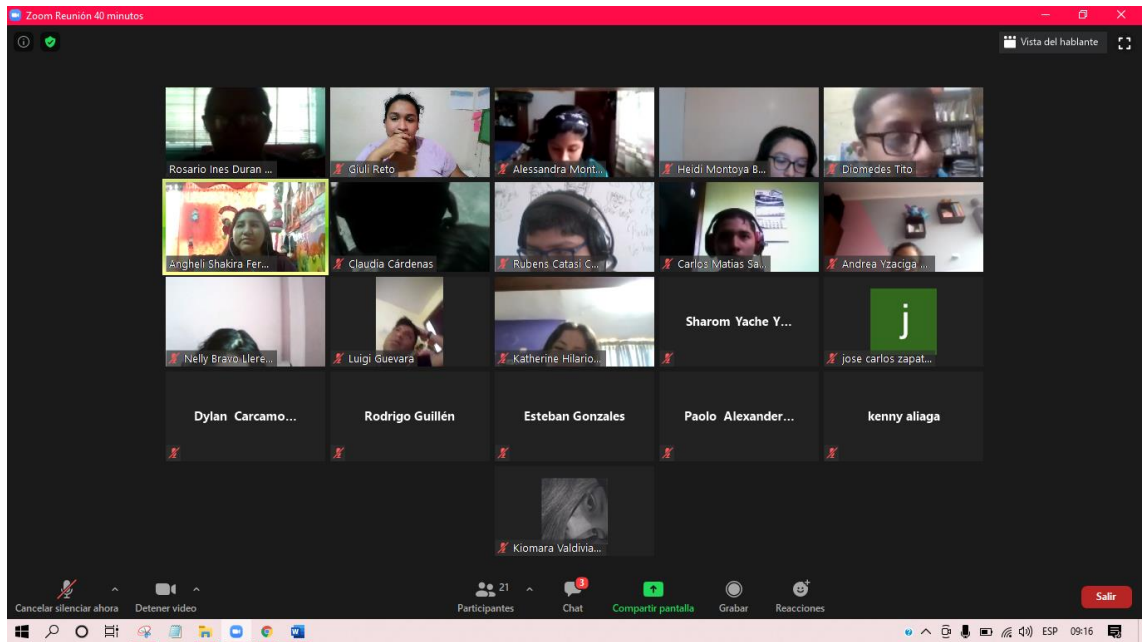 Zoom Reunión 40 minutos
Vista del hablante
Rosario Ines Duran ...
Giuli Reto
Alessandra Mont...
Heidi Montoya B...
Diomedes Tito
Angheli Shakira Fer...
Claudia Cárdenas
Rubens Catasi C...
Carlos Matias Sa...
Andrea Yzaciga ...
Nelly Bravo Llere...
Luigi Guevara
Katherine Hilario...
Sharom Yache Y...
j
jose carlos zapat...
Dylan Carcamo...
Rodrigo Guillén
Esteban Gonzales
Paolo Alexander...
kenny aliaga
Kiomara Valdivia...
Cancelar silenciar ahora
Detener video
21
Participantes
3
Chat
Compartir pantalla
Grabar
Reacciones
Salir
ESP
09:16